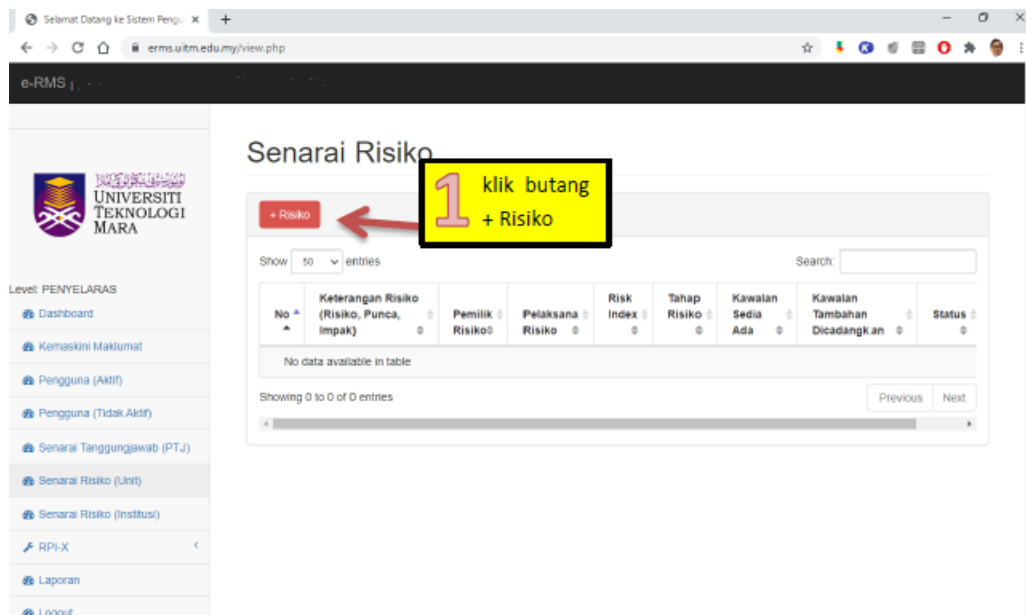 Selamat Datang ke Sistem Pengu
erms.uitm.edu.my/view.php
e-RMS
UNIVERSITI
TEKNOLOGI
MARA
Level: PENYELARAS
Dashboard
Kemaskini Maklumat
Pengguna (Aktif)
Pengguna (Tidak Aktif)
Senarai Tanggungjawab (PTJ)
Senarai Risiko (Unit)
Senarai Risiko (Institusi)
RPI-X
Laporan
Logout
Senarai Risiko
+ Risiko
1 klik butang
+ Risiko
Show 50 entries
Search:
No
Keterangan Risiko
(Risiko, Punca,
Impak)
Pemilik
Risiko
Pelaksana
Risiko
Risk
Index
Tahap
Risiko
Kawalan
Sedia
Ada
Kawalan
Tambahan
Dicadangk an
Status
No data available in table
Showing 0 to 0 of 0 entries
Previous Next